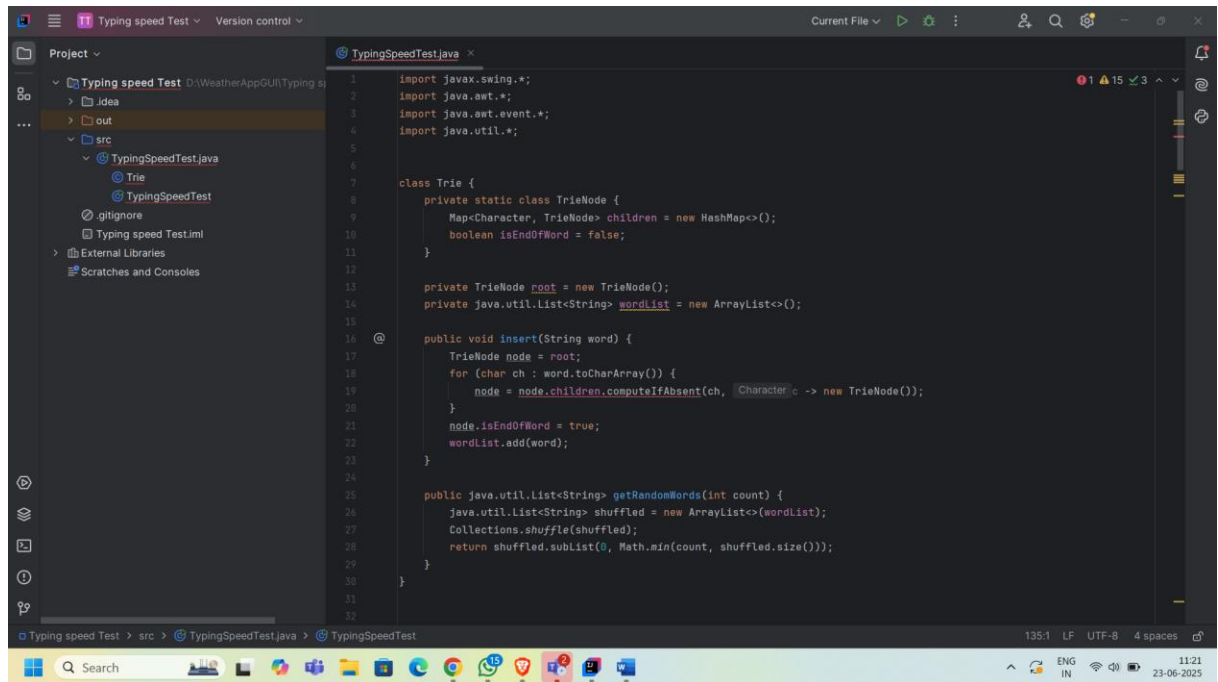 TT Typing speed Test Version control Current File
Project
TypingSpeedTest.java
Typing speed Test D:\WeatherAppGUI\Typing s
.idea
out
src
TypingSpeedTest.java
Trie
TypingSpeedTest
.gitignore
Typing speed Test.iml
External Libraries
Scratches and Consoles
1 15 3
1 import javax.swing.*;
2 import java.awt.*;
3 import java.awt.event.*;
4 import java.util.*;
5
6
7 class Trie {
8 private static class TrieNode {
9 Map<Character, TrieNode> children = new HashMap<>();
10 boolean isEndOfWord = false;
11 }
12
13 private TrieNode root = new TrieNode();
14 private java.util.List<String> wordList = new ArrayList<>();
15
16 @ public void insert(String word) {
17 TrieNode node = root;
18 for (char ch : word.toCharArray()) {
19 node = node.children.computeIfAbsent(ch, Character c -> new TrieNode());
20 }
21 node.isEndOfWord = true;
22 wordList.add(word);
23 }
24
25 public java.util.List<String> getRandomWords(int count) {
26 java.util.List<String> shuffled = new ArrayList<>(wordList);
27 Collections.shuffle(shuffled);
28 return shuffled.subList(0, Math.min(count, shuffled.size()));
29 }
30 }
31
32
Typing speed Test > src > TypingSpeedTest.java > TypingSpeedTest 135:1 LF UTF-8 4 spaces
Search 15 2 ENG 11:21
IN 23-06-2025